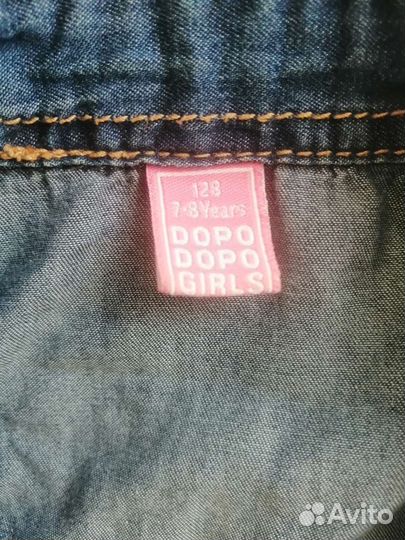 128
7-8 Years
DOPO
DOPO
GIRLS
Avito